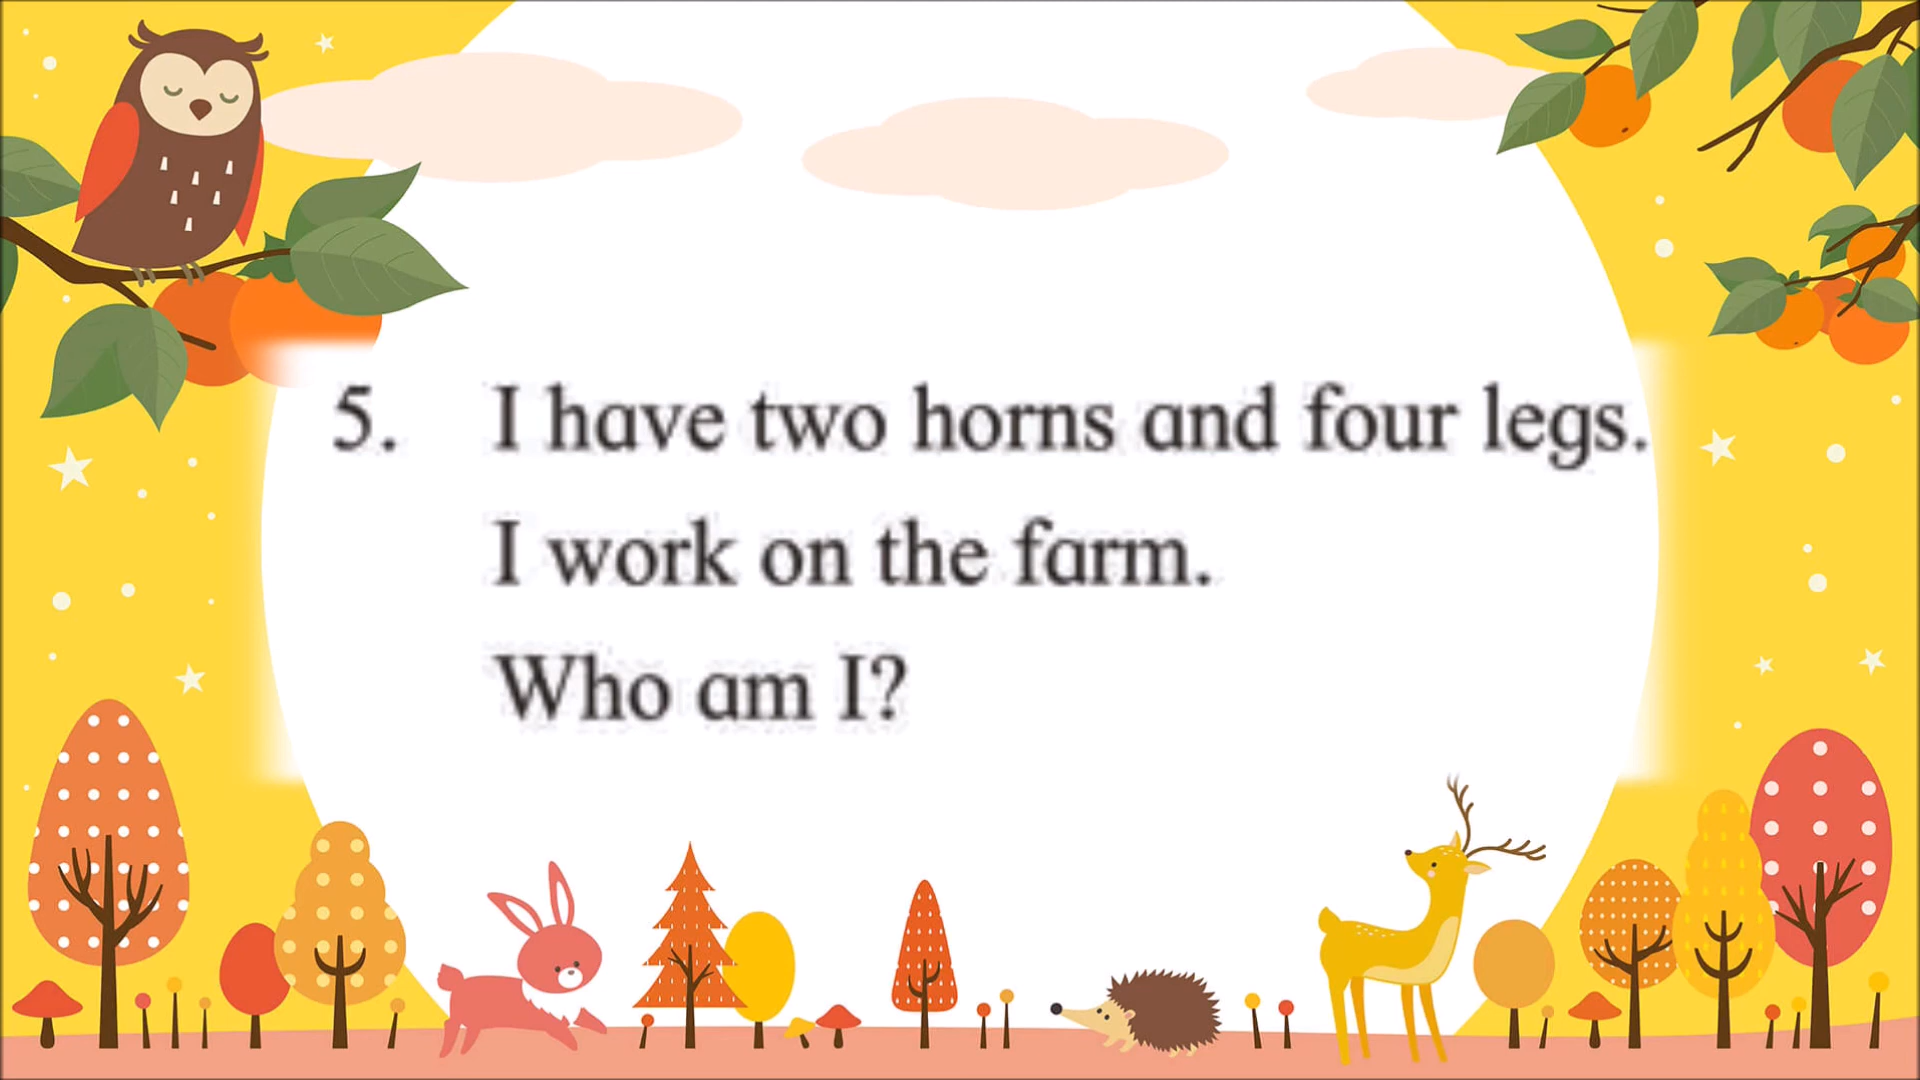 5. I have two horns and four legs.
I work on the farm.
Who am I?